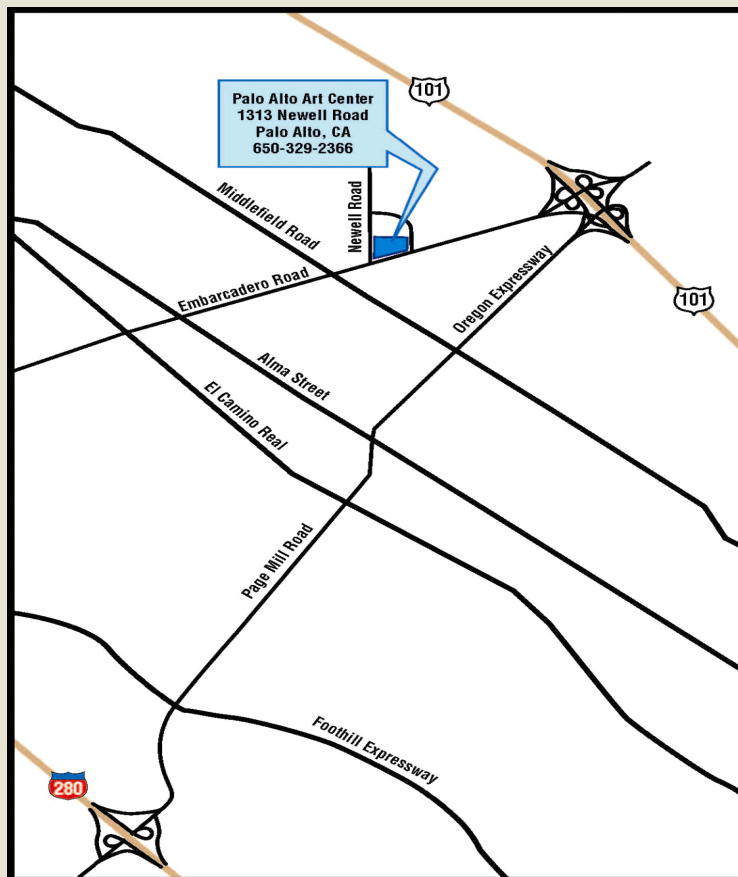 101
Palo Alto Art Center
1313 Newell Road
Palo Alto, CA
650-329-2366
Middlefield Road
Newell Road
Embarcadero Road
Oregon Expressway
101
Alma Street
El Camino Real
Page Mill Road
Foothill Expressway
280